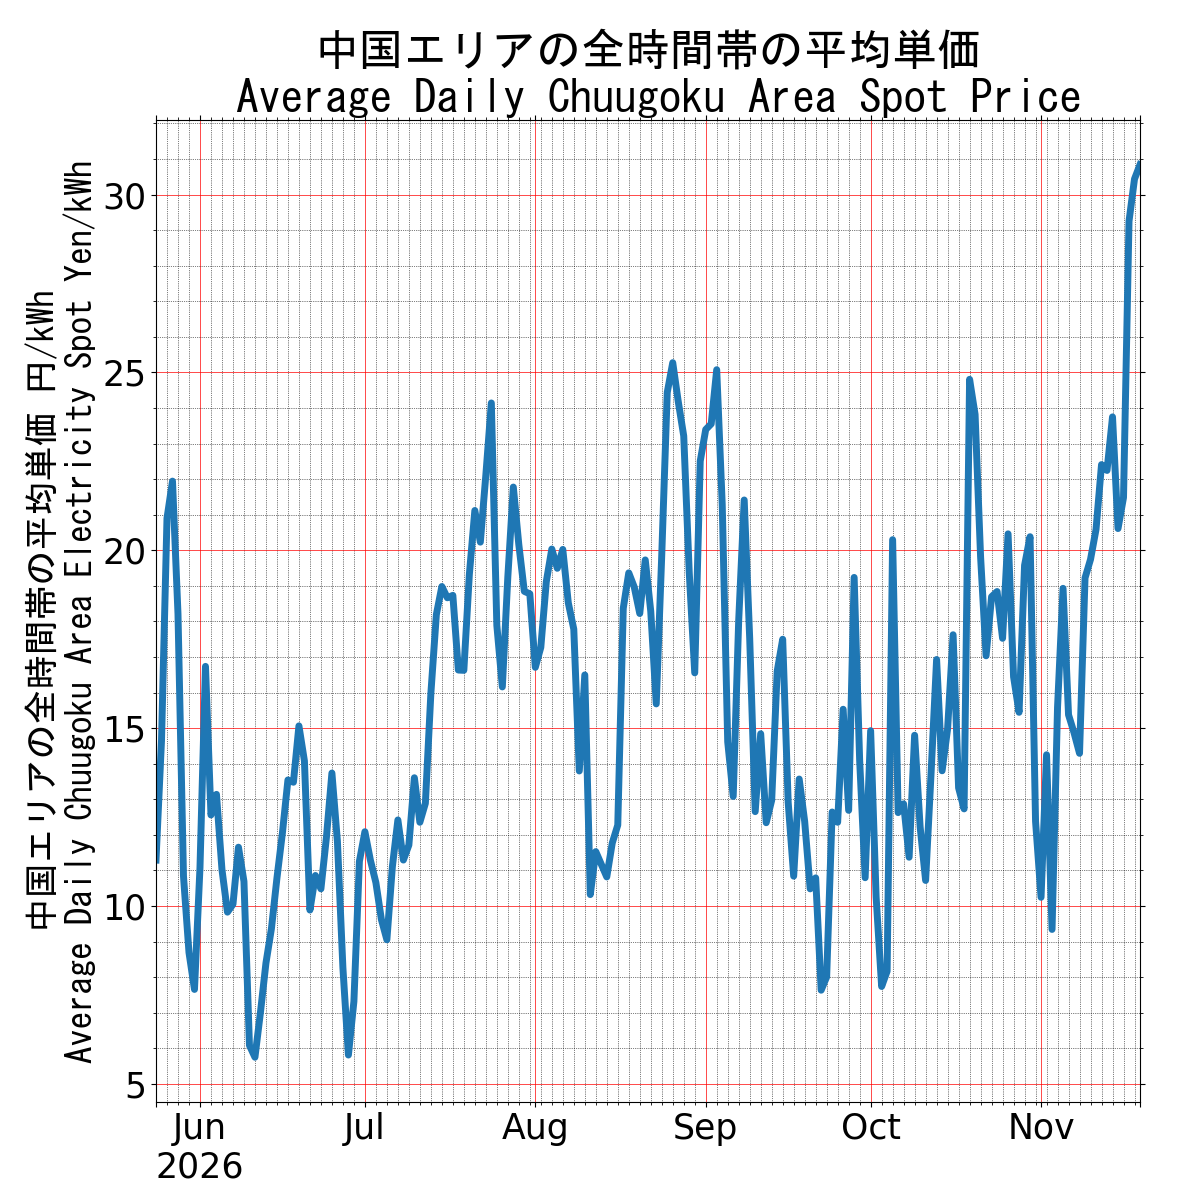 中国エリアの全時間帯の平均単価
Average Daily Chuugoku Area Spot Price
中国エリアの全時間帯の平均単価 円/kWh
Average Daily Chuugoku Area Electricity Spot Yen/kWh
30
25
20
15
10
5
Jun
Jul
Aug
Sep
Oct
Nov
2026